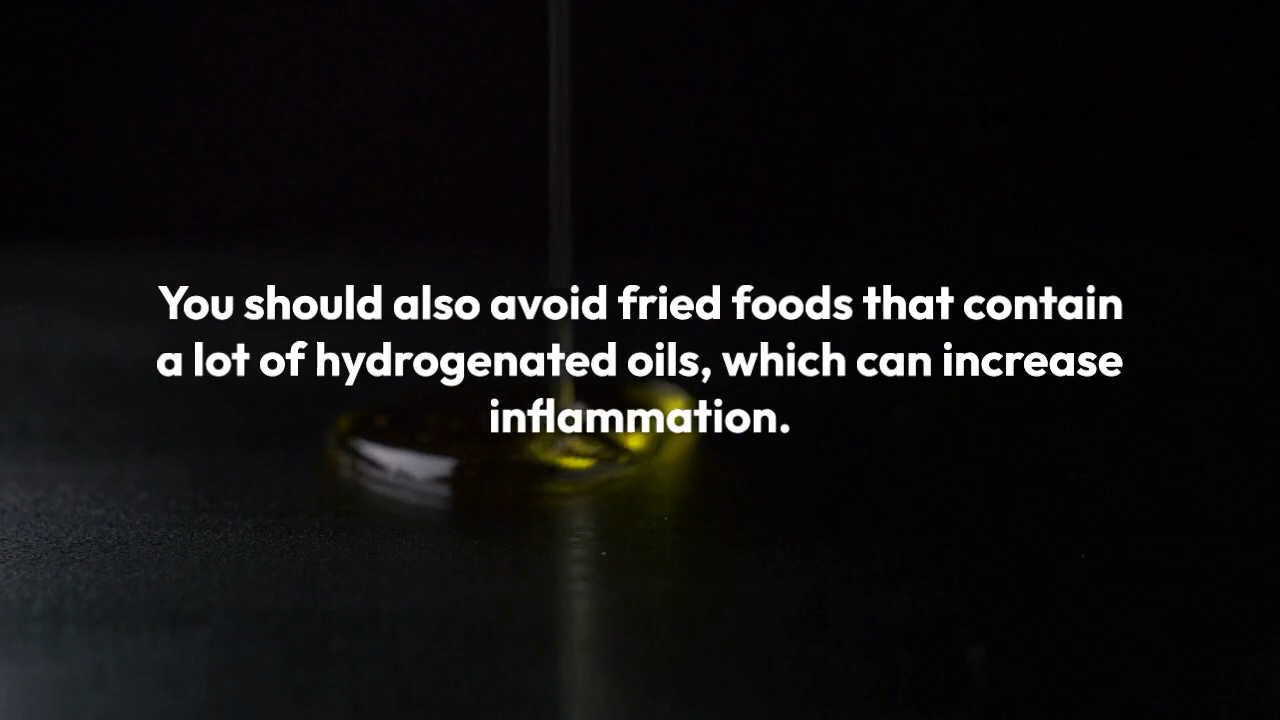 You should also avoid fried foods that contain
a lot of hydrogenated oils, which can increase
inflammation.